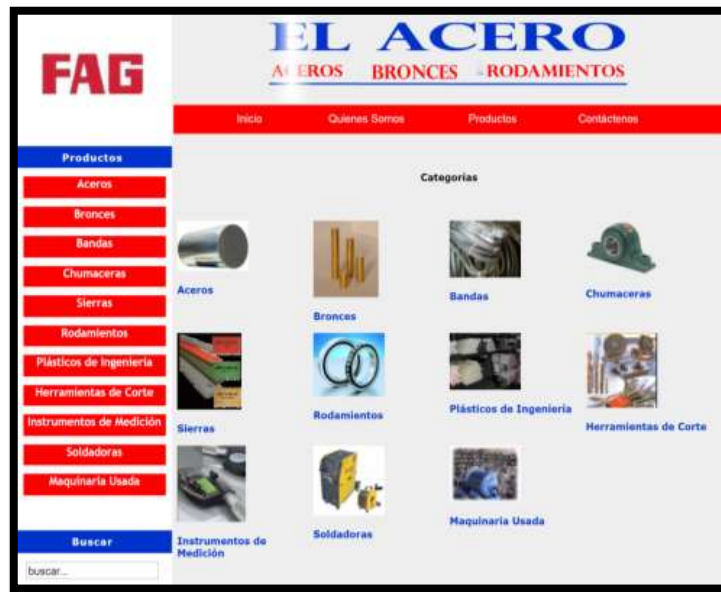 FAG
EL ACERO
ACEROS BRONCES RODAMIENTOS
Inicio Quienes Somos Productos Contáctenos
Productos
Aceros
Bronces
Bandas
Chumaceras
Sierras
Rodamientos
Plásticos de Ingeniería
Herramientas de Corte
Instrumentos de Medición
Soldadoras
Maquinaria Usada
Buscar
buscar...
Categorias
Aceros
Bronces
Bandas
Chumaceras
Sierras
Rodamientos
Plásticos de Ingeniería
Herramientas de Corte
Instrumentos de
Medición
Soldadoras
Maquinaria Usada